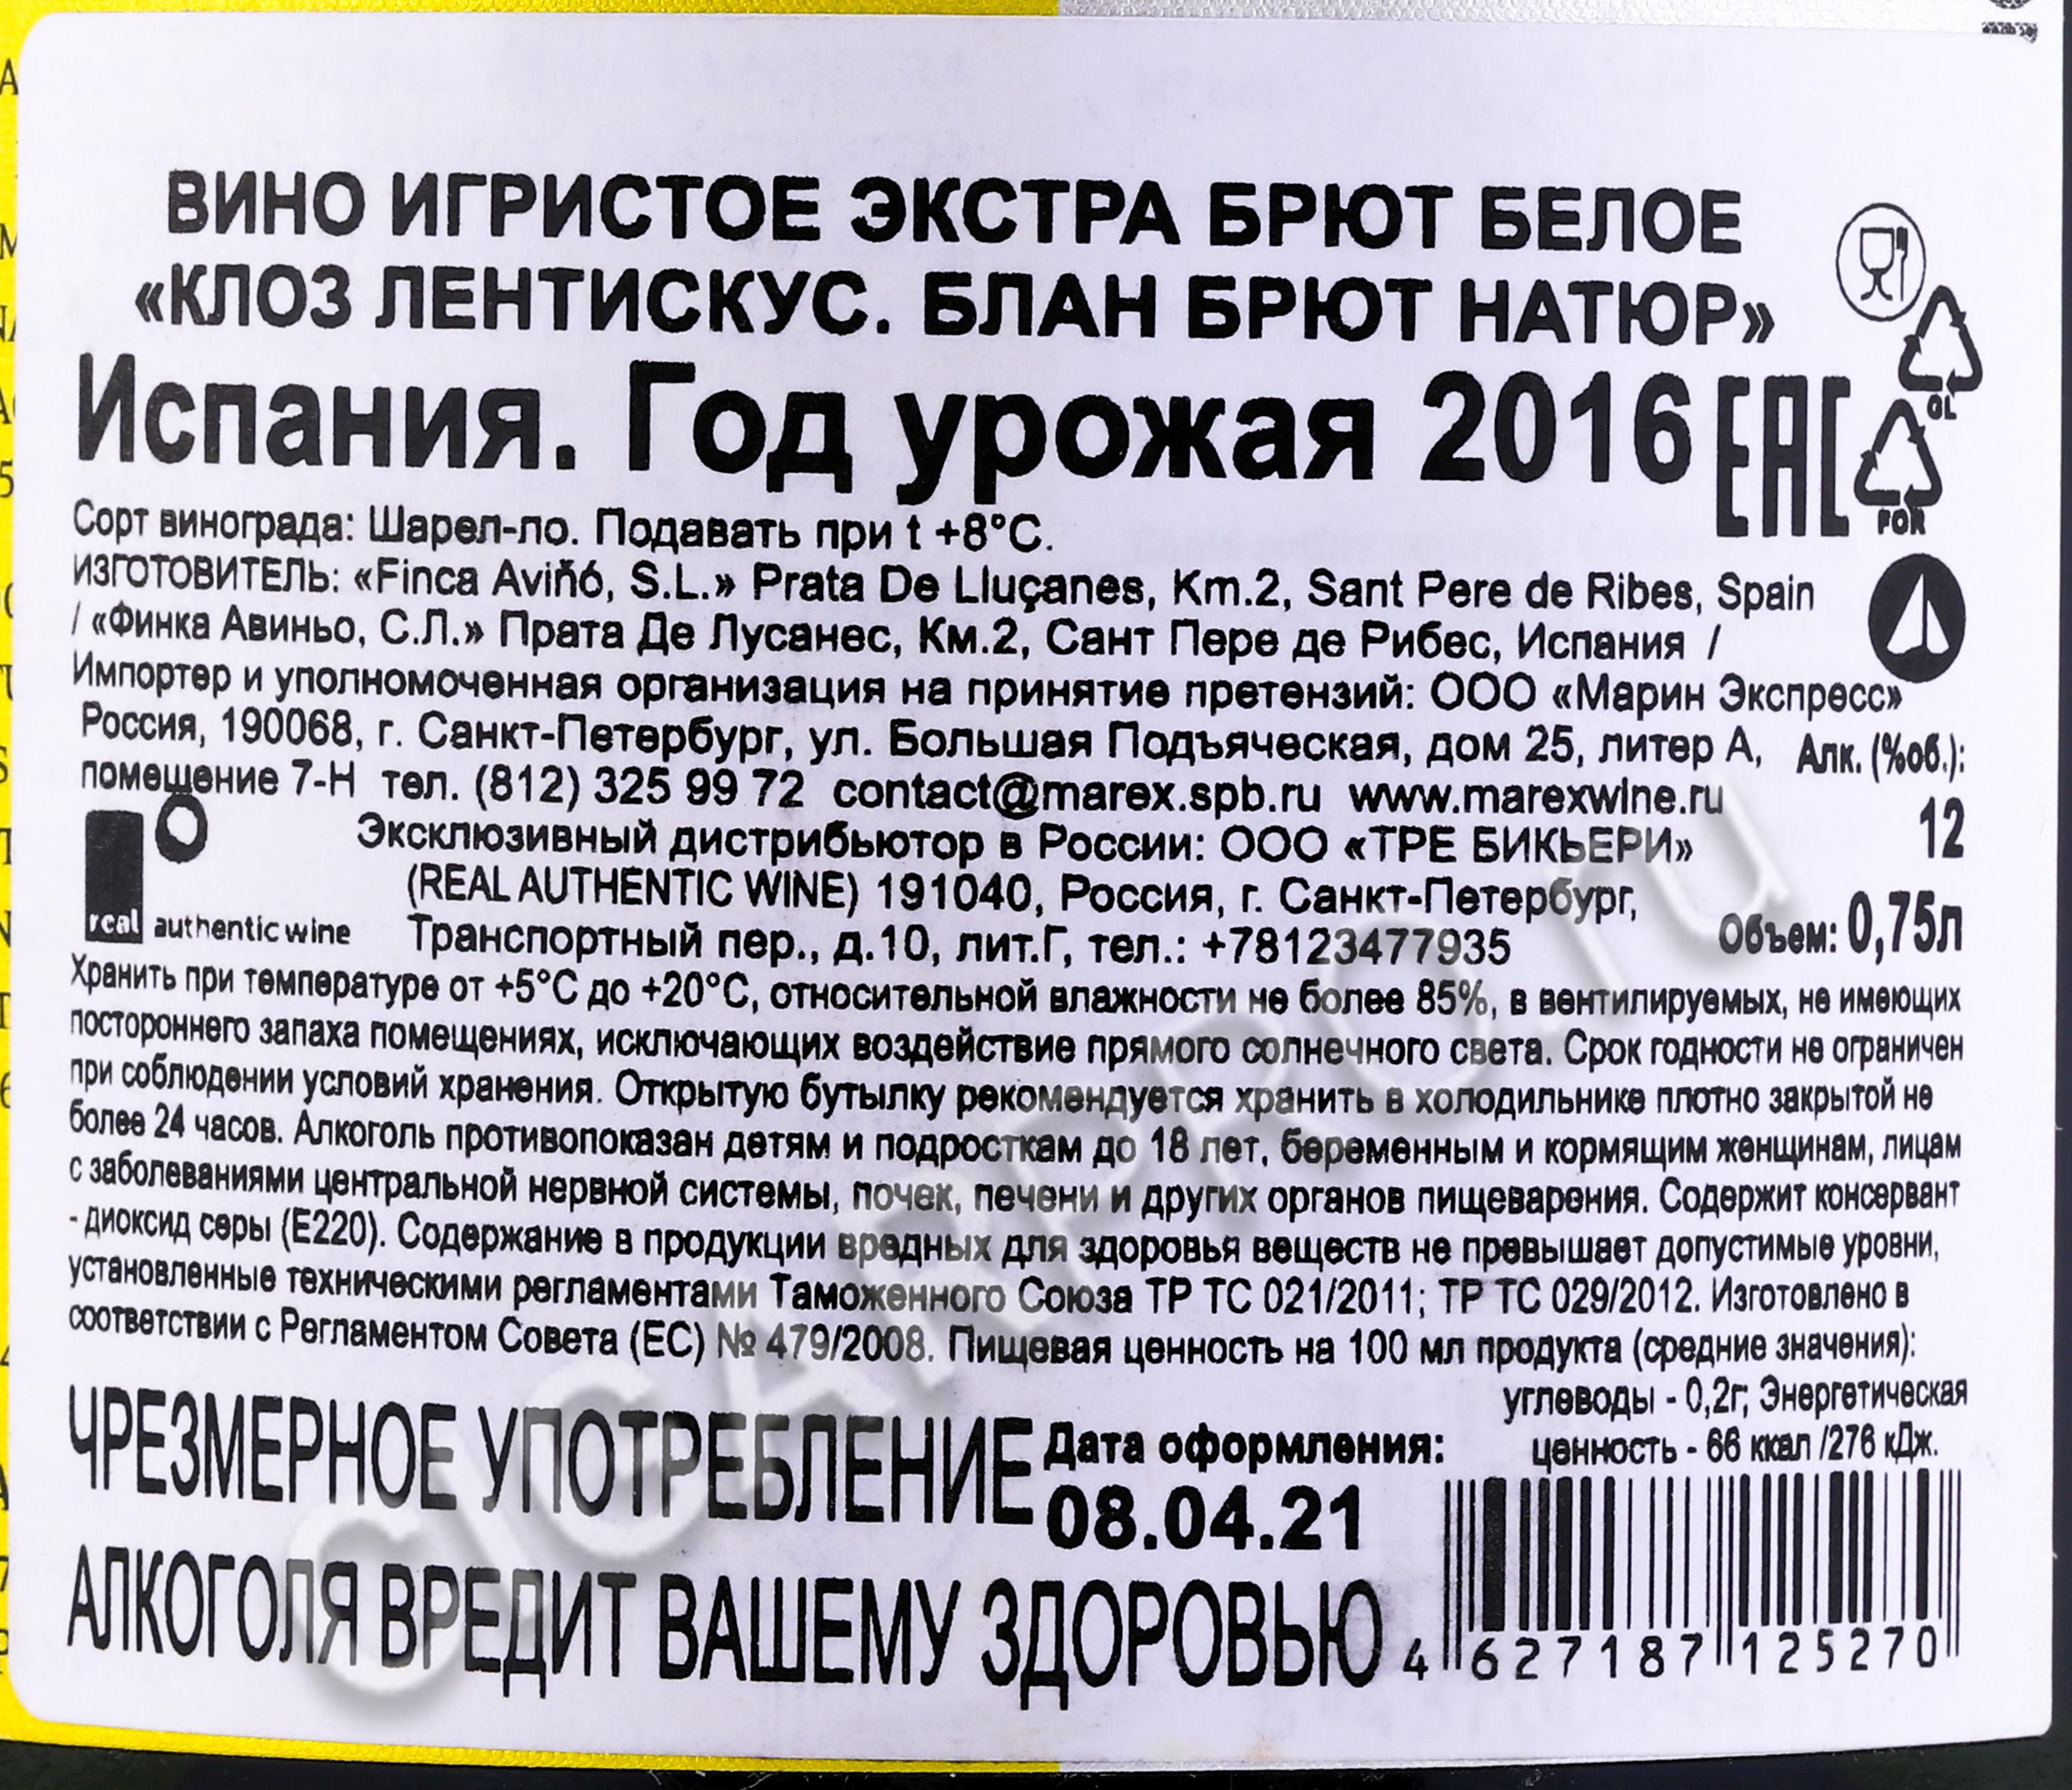 ВИНО ИГРИСТОЕ ЭКСТРА БРЮТ БЕЛОЕ
«КЛОЗ ЛЕНТИСКУС. БЛАН БРЮТ НАТЮР»
Испания. Год урожая 2016
EAC
GL
FOR
Сорт винограда: Шарел-ло. Подавать при t +8°C.
ИЗГОТОВИТЕЛЬ: «Finca Aviñó, S.L.» Prata De Lluçanes, Km.2, Sant Pere de Ribes, Spain
/ «Финка Авиньо, С.Л.» Прата Де Лусанес, Км.2, Сант Пере де Рибес, Испания /
Импортер и уполномоченная организация на принятие претензий: ООО «Марин Экспресс»
Россия, 190068, г. Санкт-Петербург, ул. Большая Подъяческая, дом 25, литер А,
помещение 7-Н тел. (812) 325 99 72 contact@marex.spb.ru www.marexwine.ru
Алк. (%об.):
12
Эксклюзивный дистрибьютор в России: ООО «ТРЕ БИКЬЕРИ»
(REAL AUTHENTIC WINE) 191040, Россия, г. Санкт-Петербург,
Транспортный пер., д.10, лит.Г, тел.: +78123477935
real authentic wine
Объем: 0,75л
Хранить при температуре от +5°C до +20°C, относительной влажности не более 85%, в вентилируемых, не имеющих
постороннего запаха помещениях, исключающих воздействие прямого солнечного света. Срок годности не ограничен
при соблюдении условий хранения. Открытую бутылку рекомендуется хранить в холодильнике плотно закрытой не
более 24 часов. Алкоголь противопоказан детям и подросткам до 18 лет, беременным и кормящим женщинам, лицам
с заболеваниями центральной нервной системы, почек, печени и других органов пищеварения. Содержит консервант
- диоксид серы (Е220). Содержание в продукции вредных для здоровья веществ не превышает допустимые уровни,
установленные техническими регламентами Таможенного Союза ТР ТС 021/2011; ТР ТС 029/2012. Изготовлено в
соответствии с Регламентом Совета (ЕС) № 479/2008. Пищевая ценность на 100 мл продукта (средние значения):
углеводы - 0,2г; Энергетическая
ценность - 66 ккал /276 кДж.
ЧРЕЗМЕРНОЕ УПОТРЕБЛЕНИЕ
АЛКОГОЛЯ ВРЕДИТ ВАШЕМУ ЗДОРОВЬЮ
Дата оформления:
08.04.21
4 627187 125270
CIGARPRO.ru